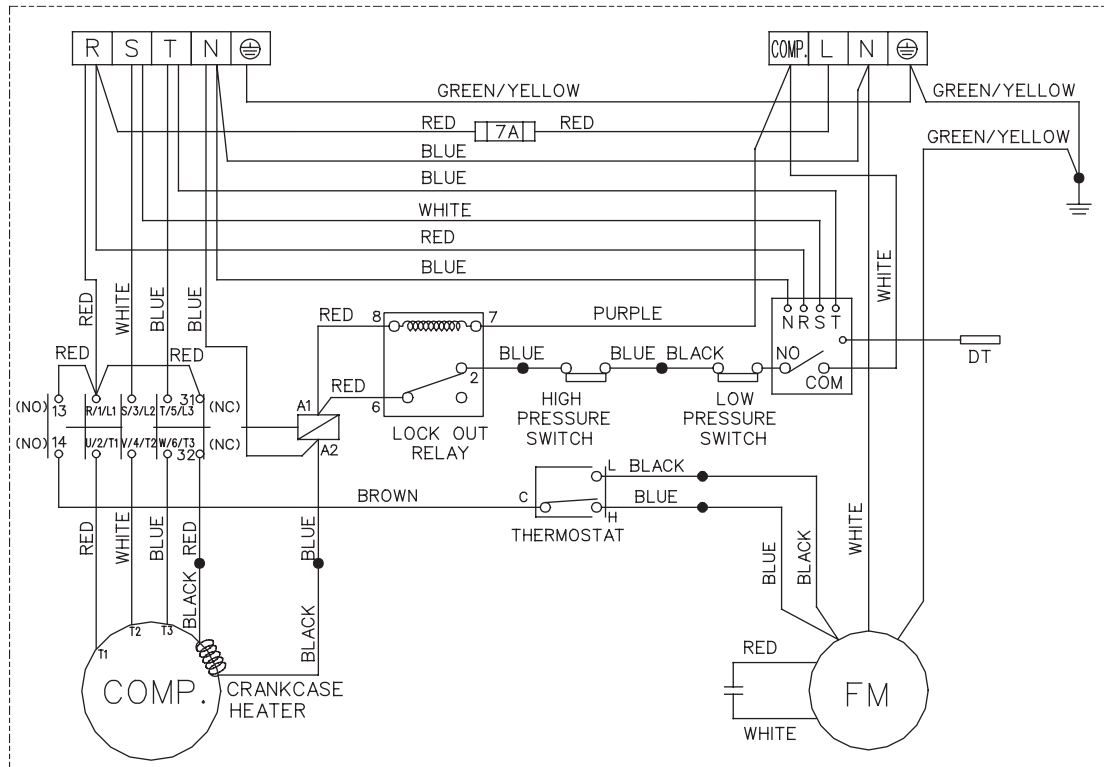 R S T N
COMP. L N
GREEN/YELLOW
GREEN/YELLOW
RED 7A RED
GREEN/YELLOW
BLUE
BLUE
WHITE
RED
BLUE
WHITE
RED
WHITE
BLUE
BLUE
N R S T
RED 8 7 PURPLE
NO
COM
DT
RED RED
BLUE BLUE BLACK
2
RED
6
(NO) 13 R/1/L1 S/3/L2 T/5/L3 31 (NC)
A1
HIGH
PRESSURE
SWITCH
LOW
PRESSURE
SWITCH
(NO) 14 U/2/T1 V/4/T2 W/6/T3 32 (NC)
A2
LOCK OUT
RELAY
L BLACK
BROWN C BLUE
H
THERMOSTAT
RED
WHITE
BLUE
RED
BLUE
WHITE
BLUE
BLACK
BLACK
BLACK
T1 T2 T3
COMP.
CRANKCASE
HEATER
RED
FM
WHITE